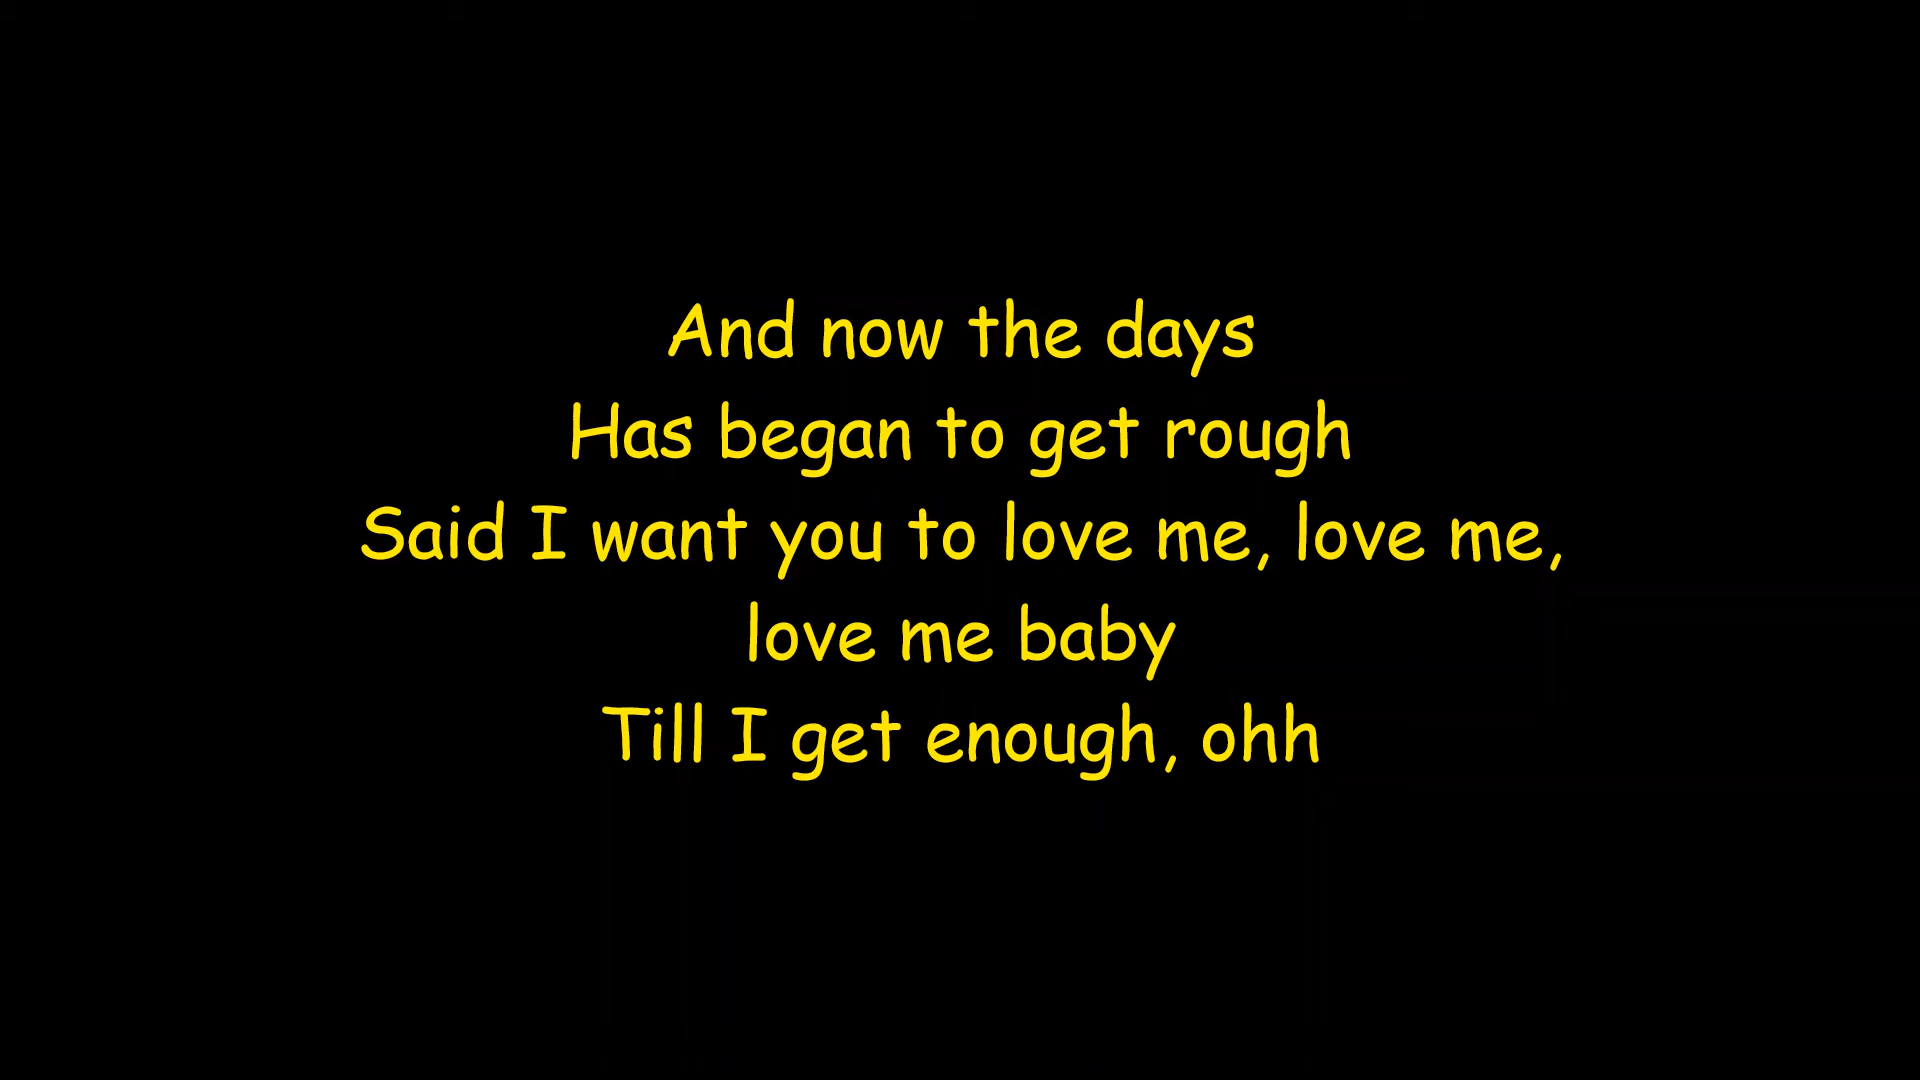 And now the days
Has began to get rough
Said I want you to love me, love me,
love me baby
Till I get enough, ohh